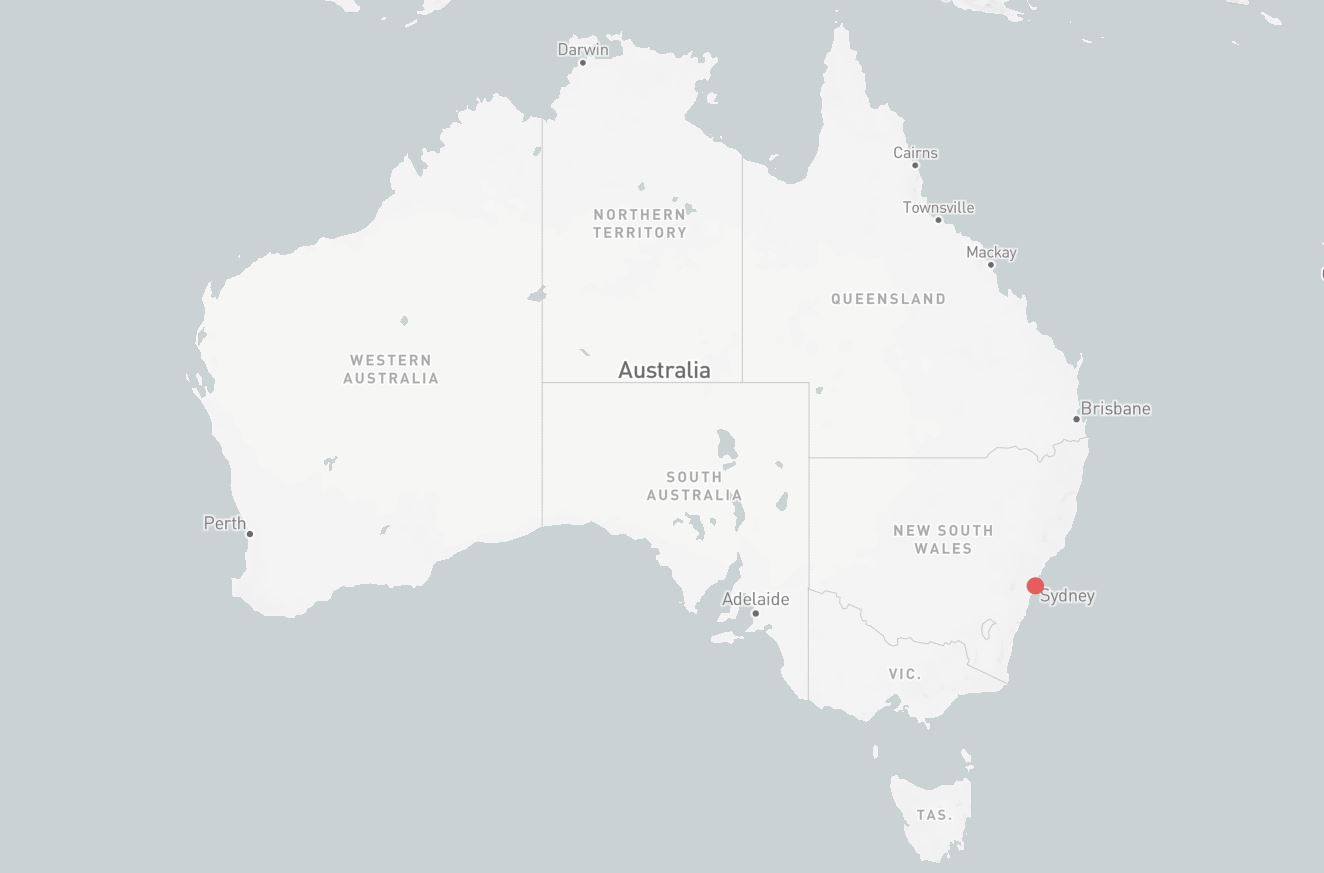 Darwin
Cairns
Townsville
NORTHERN
TERRITORY
Mackay
QUEENSLAND
WESTERN
AUSTRALIA
Australia
Brisbane
SOUTH
AUSTRALIA
Perth
NEW SOUTH
WALES
Adelaide
Sydney
VIC.
TAS.